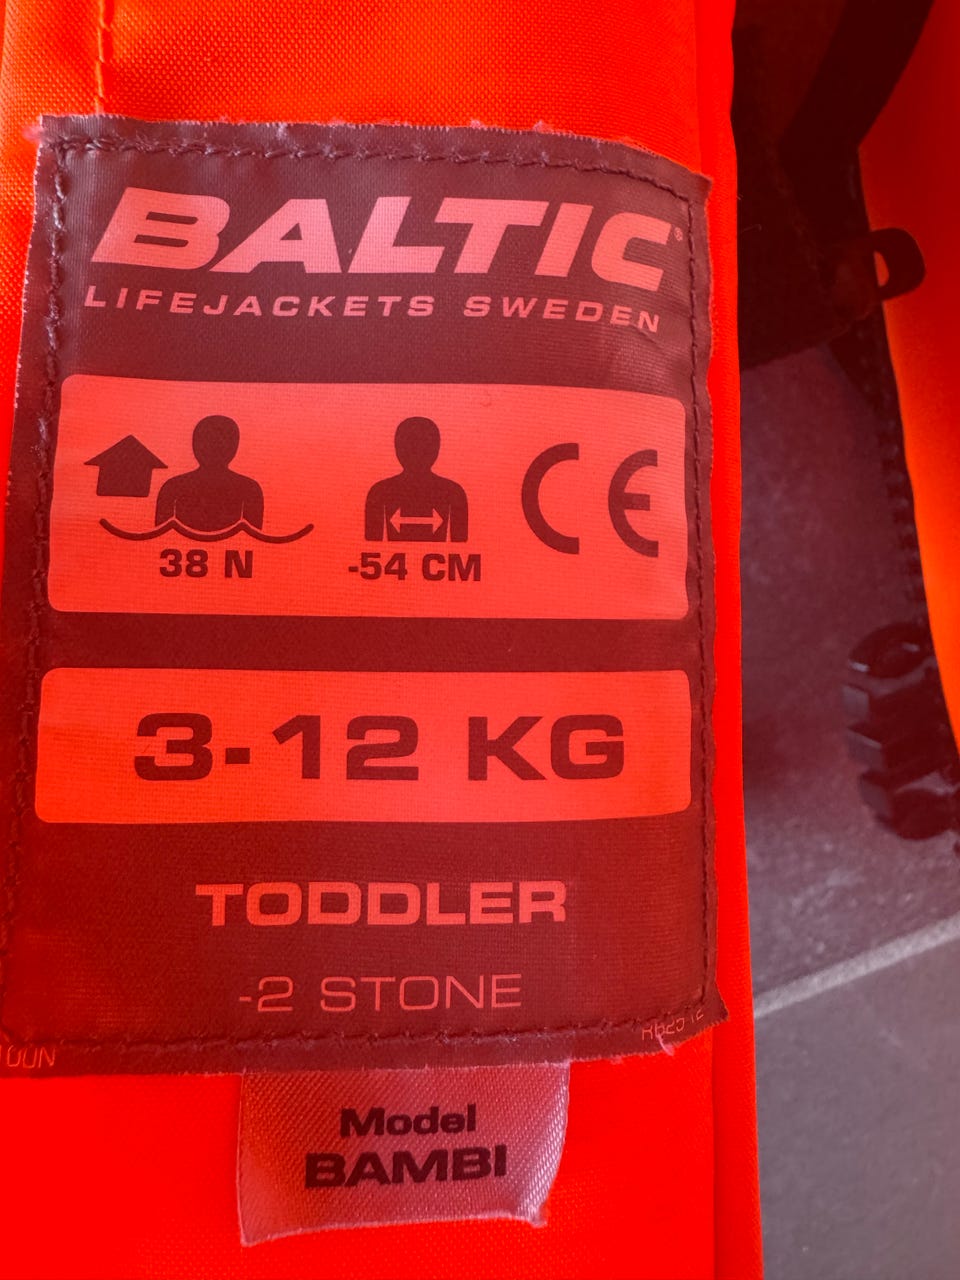 BALTIC®
LIFEJACKETS SWEDEN
38 N
-54 CM
CE
3-12 KG
TODDLER
-2 STONE
Model
BAMBI